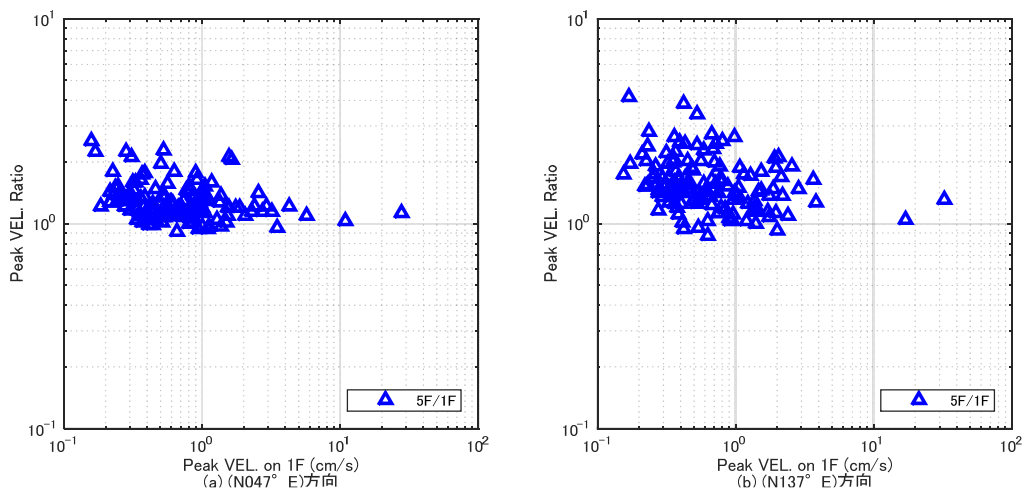 10¹
10⁰
10⁻¹
Peak VEL. Ratio
5F/1F
10⁻¹ 10⁰ 10¹ 10²
Peak VEL. on 1F (cm/s)
(a) (N047° E)方向
10¹
10⁰
10⁻¹
Peak VEL. Ratio
5F/1F
10⁻¹ 10⁰ 10¹ 10²
Peak VEL. on 1F (cm/s)
(b) (N137° E)方向